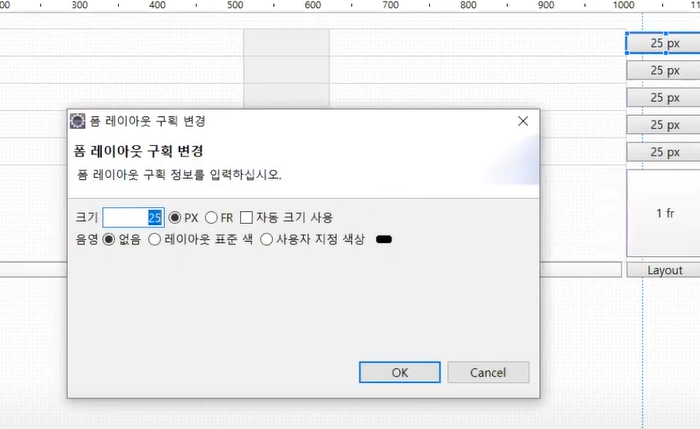 200 300 400 500 600 700 800 900 1000
25 px
25 px
25 px
25 px
25 px
1 fr
Layout
폼 레이아웃 구획 변경
폼 레이아웃 구획 변경
폼 레이아웃 구획 정보를 입력하십시오.
크기 25 PX FR 자동 크기 사용
음영 없음 레이아웃 표준 색 사용자 지정 색상
OK Cancel